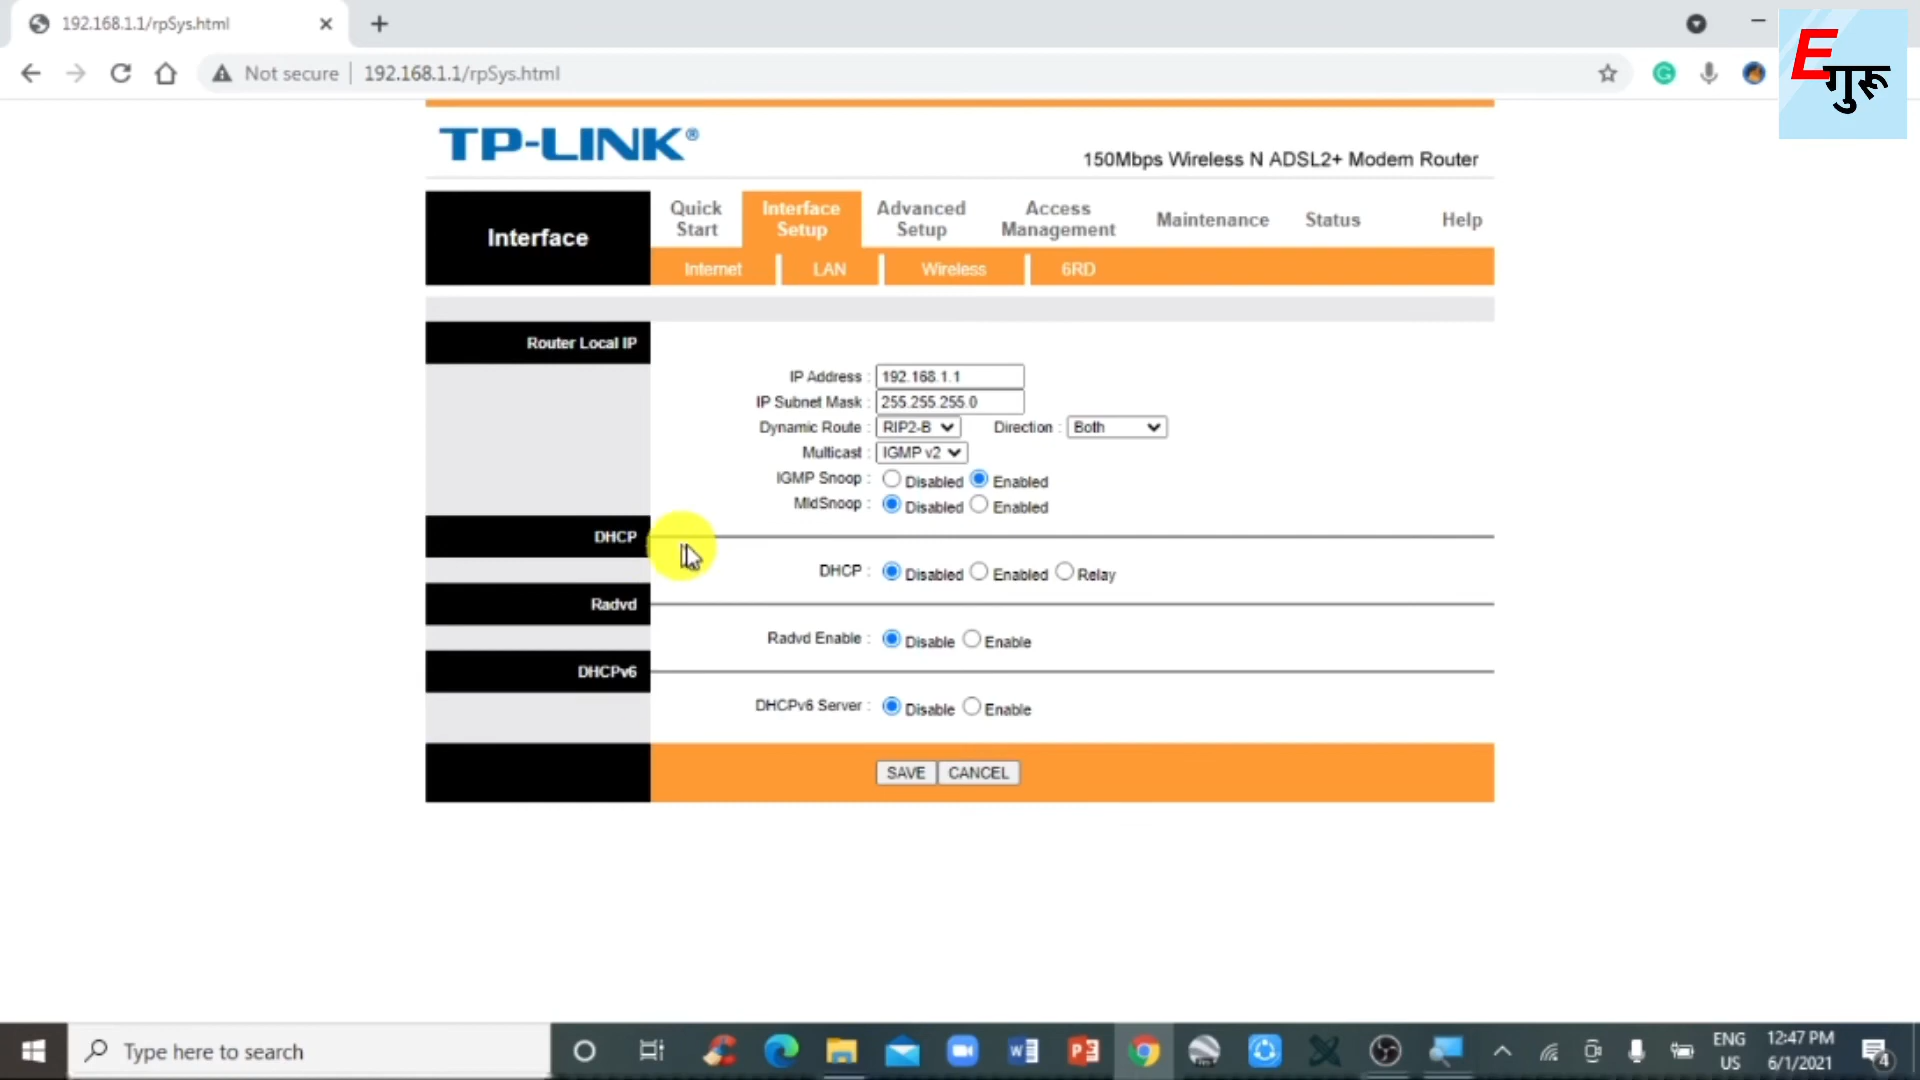 192.168.1.1/rpSys.html
Not secure | 192.168.1.1/rpSys.html
E
गुरू
TP-LINK®
150Mbps Wireless N ADSL2+ Modem Router
Interface
Quick Start
Interface Setup
Advanced Setup
Access Management
Maintenance
Status
Help
Internet
LAN
Wireless
6RD
Router Local IP
IP Address : 192.168.1.1
IP Subnet Mask : 255.255.255.0
Dynamic Route : RIP2-B Direction : Both
Multicast : IGMP v2
IGMP Snoop : Disabled Enabled
MldSnoop : Disabled Enabled
DHCP
DHCP : Disabled Enabled Relay
Radvd
Radvd Enable : Disable Enable
DHCPv6
DHCPv6 Server : Disable Enable
SAVE CANCEL
Type here to search
ENG
US
12:47 PM
6/1/2021
4